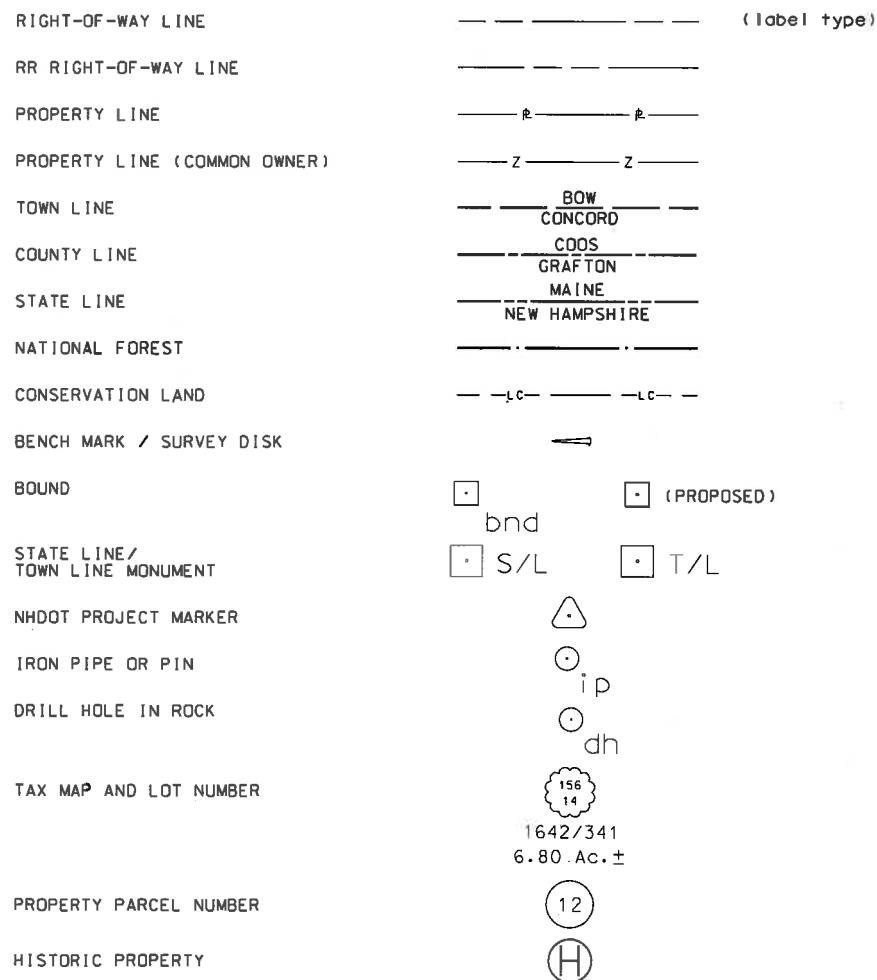 RIGHT-OF-WAY LINE (label type)
RR RIGHT-OF-WAY LINE
PROPERTY LINE ⅊ ⅊
PROPERTY LINE (COMMON OWNER) Z Z
TOWN LINE BOW
CONCORD
COUNTY LINE COOS
GRAFTON
STATE LINE MAINE
NEW HAMPSHIRE
NATIONAL FOREST
CONSERVATION LAND LC LC
BENCH MARK / SURVEY DISK
BOUND bnd (PROPOSED)
STATE LINE/
TOWN LINE MONUMENT S/L T/L
NHDOT PROJECT MARKER
IRON PIPE OR PIN ip
DRILL HOLE IN ROCK dh
TAX MAP AND LOT NUMBER 156
14
1642/341
6.80 Ac.±
PROPERTY PARCEL NUMBER 12
HISTORIC PROPERTY H